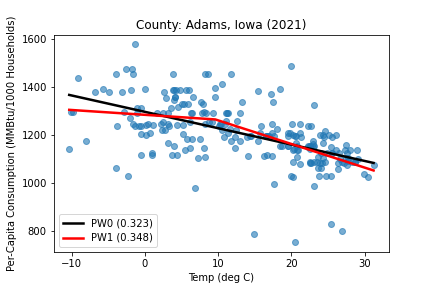 County: Adams, Iowa (2021)
Per-Capita Consumption (MMBtu/1000 Households)
1600
1400
1200
1000
800
PW0 (0.323)
PW1 (0.348)
−10
0
10
20
30
Temp (deg C)